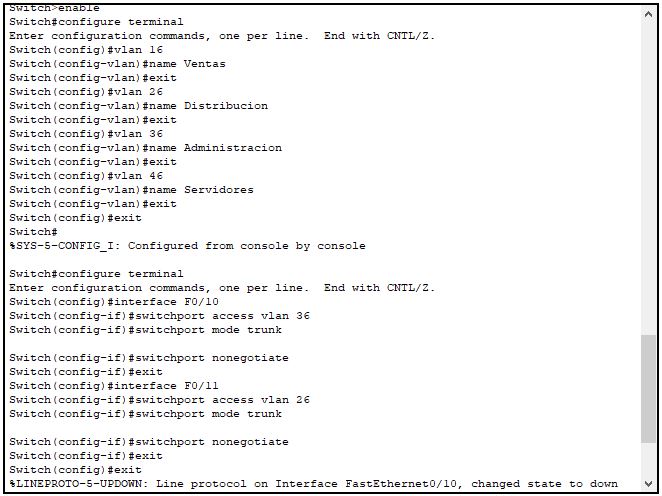 Switch>enable
Switch#configure terminal
Enter configuration commands, one per line.  End with CNTL/Z.
Switch(config)#vlan 16
Switch(config-vlan)#name Ventas
Switch(config-vlan)#exit
Switch(config)#vlan 26
Switch(config-vlan)#name Distribucion
Switch(config-vlan)#exit
Switch(config)#vlan 36
Switch(config-vlan)#name Administracion
Switch(config-vlan)#exit
Switch(config)#vlan 46
Switch(config-vlan)#name Servidores
Switch(config-vlan)#exit
Switch(config)#exit
Switch#
%SYS-5-CONFIG_I: Configured from console by console
Switch#configure terminal
Enter configuration commands, one per line.  End with CNTL/Z.
Switch(config)#interface F0/10
Switch(config-if)#switchport access vlan 36
Switch(config-if)#switchport mode trunk
Switch(config-if)#switchport nonegotiate
Switch(config-if)#exit
Switch(config)#interface F0/11
Switch(config-if)#switchport access vlan 26
Switch(config-if)#switchport mode trunk
Switch(config-if)#switchport nonegotiate
Switch(config-if)#exit
Switch(config)#exit
%LINEPROTO-5-UPDOWN: Line protocol on Interface FastEthernet0/10, changed state to down